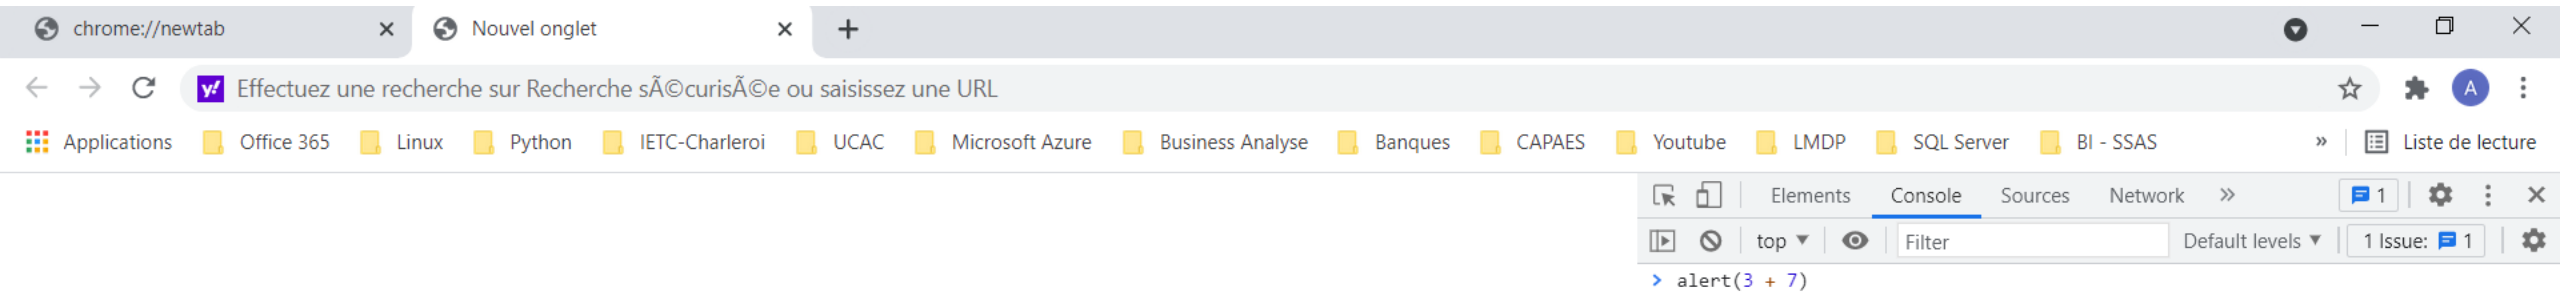 chrome://newtab Nouvel onglet
y! Effectuez une recherche sur Recherche sÃ©curisÃ©e ou saisissez une URL A
Applications Office 365 Linux Python IETC-Charleroi UCAC Microsoft Azure Business Analyse Banques CAPAES Youtube LMDP SQL Server BI - SSAS » Liste de lecture
Elements Console Sources Network » 1
top Filter Default levels 1 Issue: 1
> alert(3 + 7)